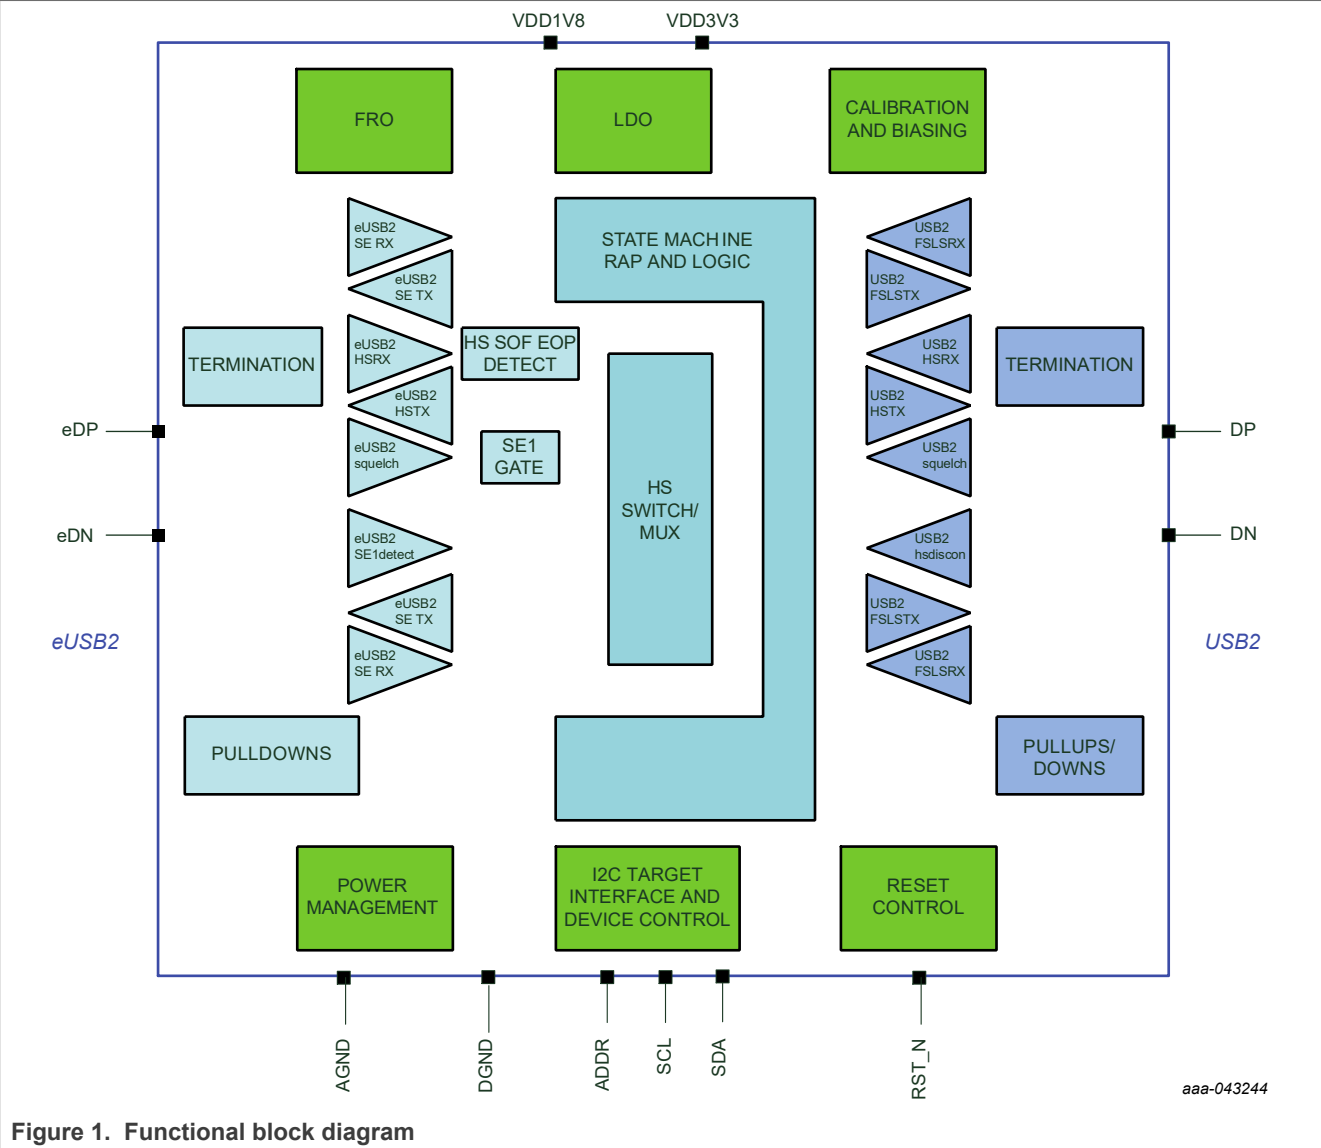 VDD1V8
VDD3V3
FRO
LDO
CALIBRATION
AND BIASING
eUSB2
SE RX
eUSB2
SE TX
eUSB2
HSRX
eUSB2
HSTX
eUSB2
squelch
eUSB2
SE1detect
eUSB2
SE TX
eUSB2
SE RX
TERMINATION
HS SOF EOP
DETECT
SE1
GATE
STATE MACHINE
RAP AND LOGIC
HS
SWITCH/
MUX
USB2
FSLSRX
USB2
FSLSTX
USB2
HSRX
USB2
HSTX
USB2
squelch
USB2
hsdiscon
USB2
FSLSTX
USB2
FSLSRX
TERMINATION
eDP
eDN
eUSB2
DP
DN
USB2
PULLDOWNS
PULLUPS/
DOWNS
POWER
MANAGEMENT
I2C TARGET
INTERFACE AND
DEVICE CONTROL
RESET
CONTROL
AGND
DGND
ADDR
SCL
SDA
RST_N
aaa-043244
Figure 1. Functional block diagram